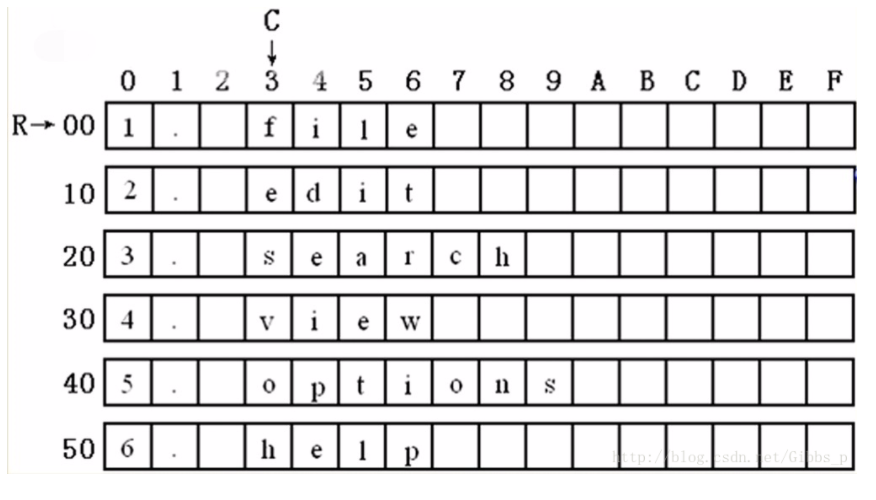 C
↓
0 1 2 3 4 5 6 7 8 9 A B C D E F
R→00 1 . f i l e
10 2 . e d i t
20 3 . s e a r c h
30 4 . v i e w
40 5 . o p t i o n s
50 6 . h e l p
http://blog.csdn.net/Gibbs_p